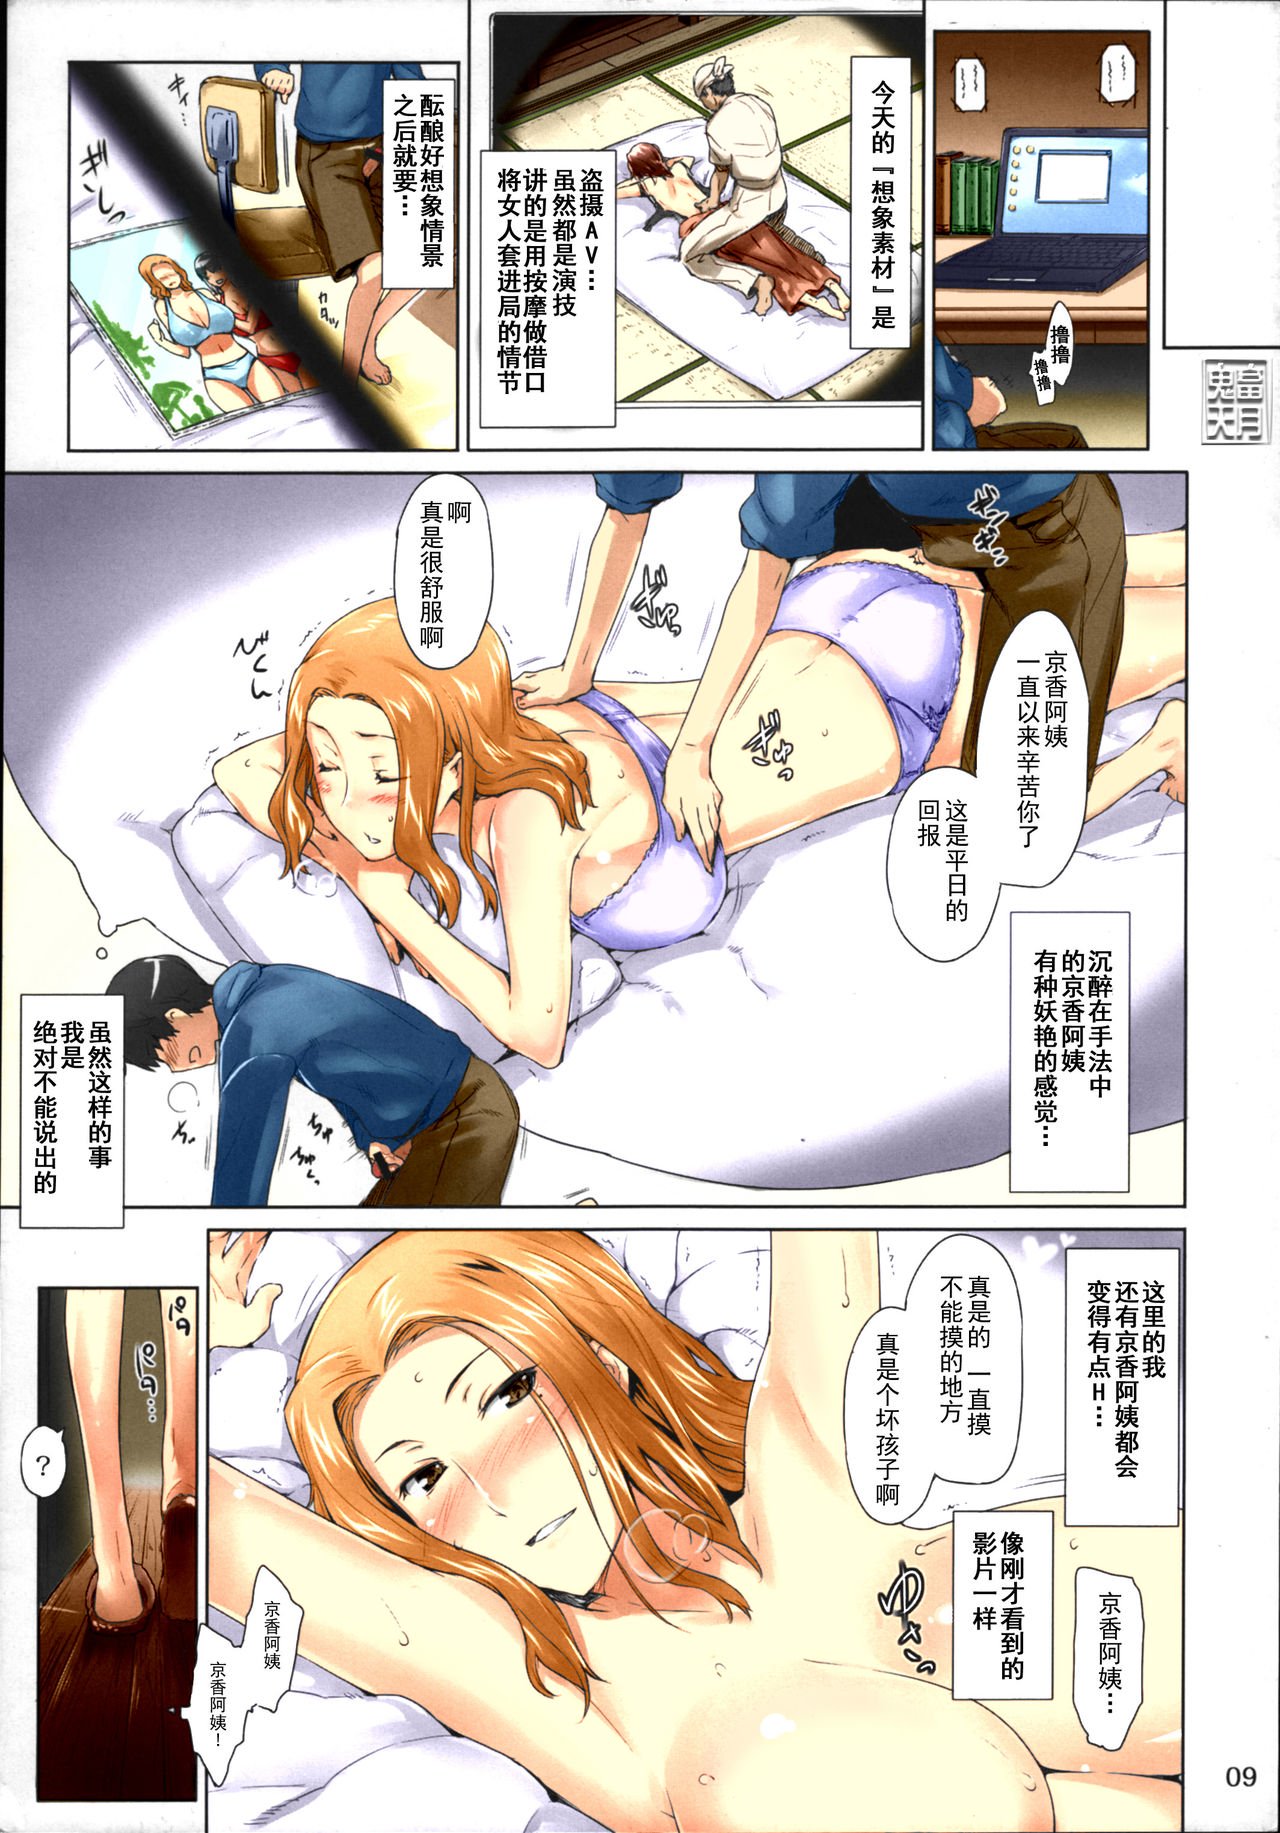 撸撸
撸撸
今天的『想象素材』是
盗摄AV…
虽然都是演技
讲的是用按摩做借口
将女人套进局的情节
酝酿好想象情景
之后就要…
鬼畜
天月
京香阿姨
一直以来辛苦你了
这是平日的
回报
啊
真是很舒服啊
沉醉在手法中
的京香阿姨
有种妖艳的感觉…
虽然这样的事
我是
绝对不能说出的
这里的我
还有京香阿姨都会
变得有点H…
真是的 一直摸
不能摸的地方
真是个坏孩子啊
像刚才看到的
影片一样
京香阿姨…
京香阿姨
京香阿姨！
？
09